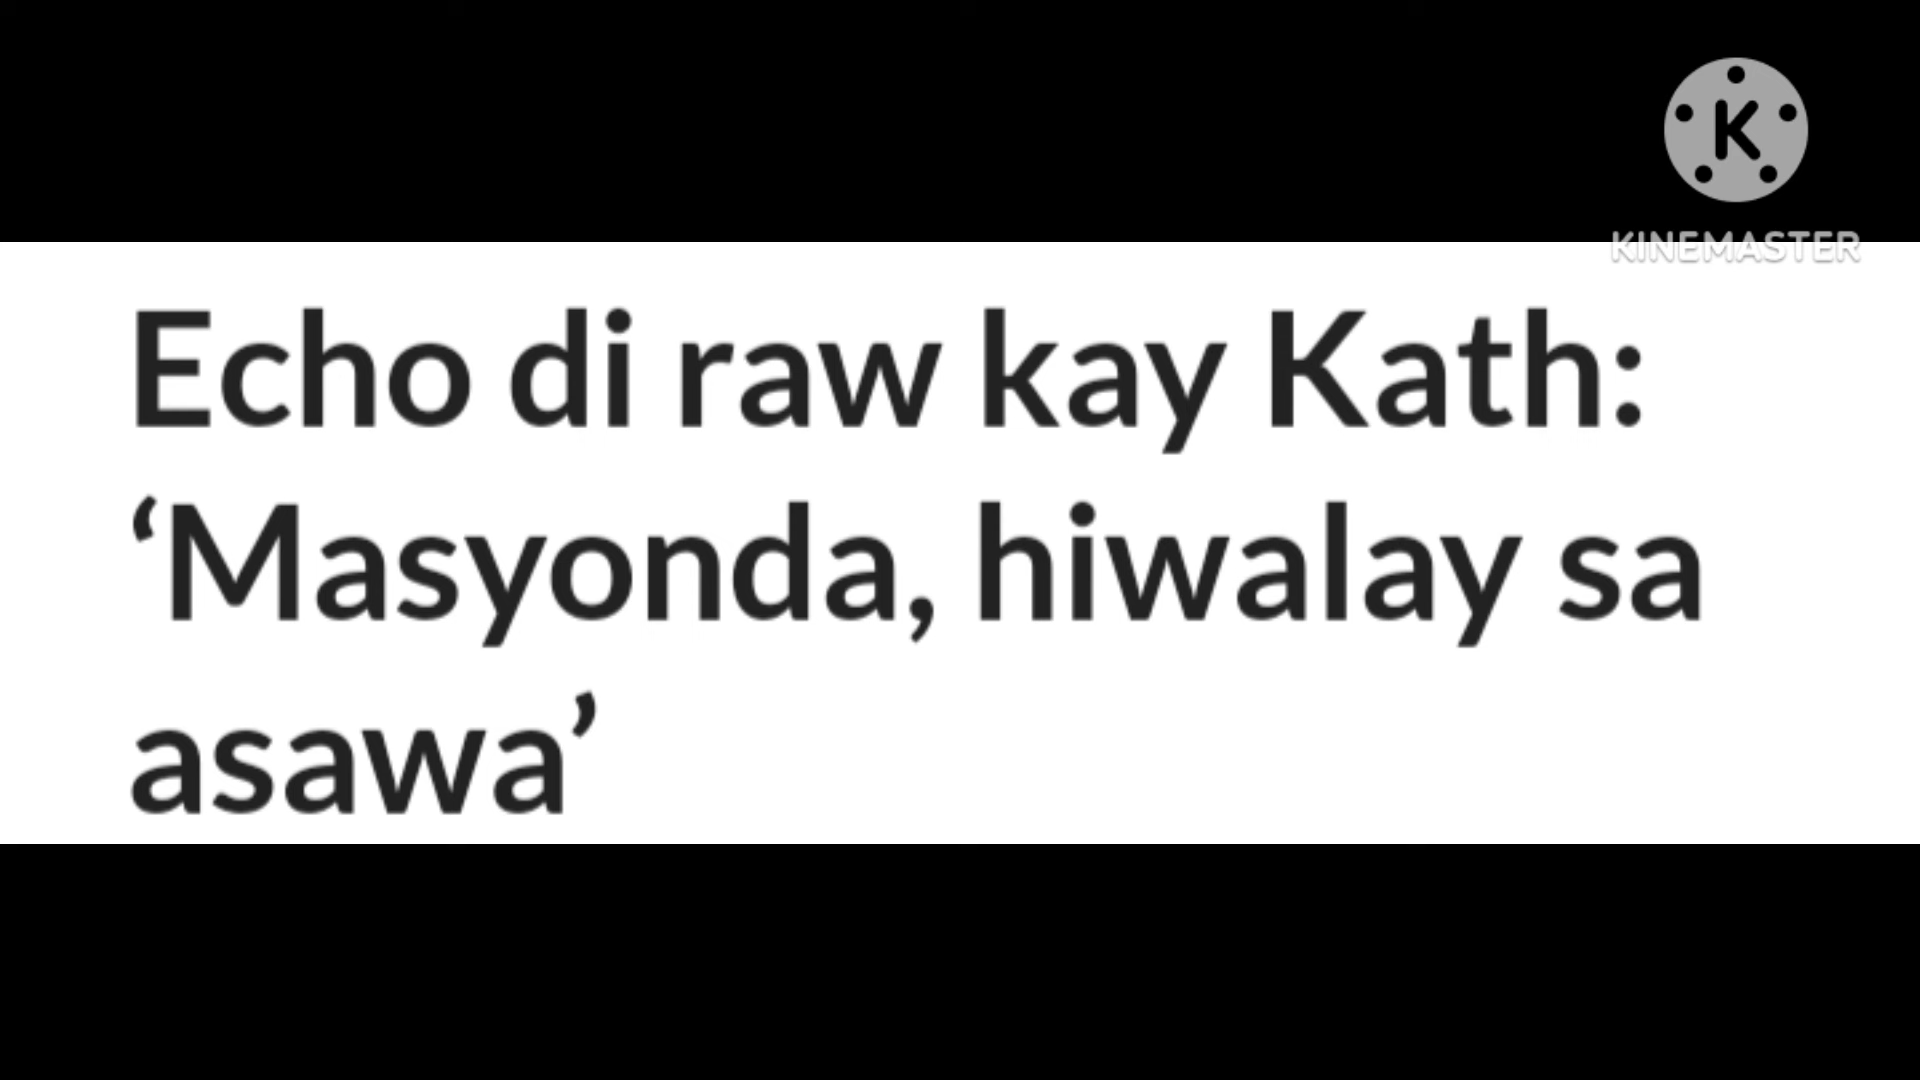 K
KINEMASTER
Echo di raw kay Kath:
‘Masyonda, hiwalay sa
asawa’